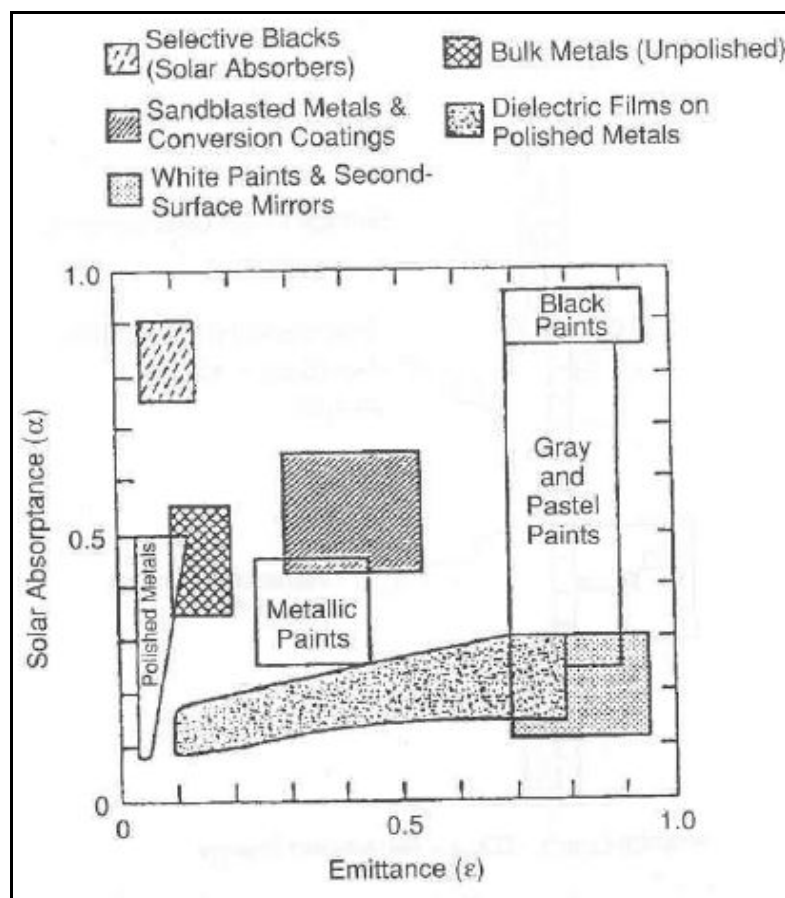 Selective Blacks
(Solar Absorbers)
Bulk Metals (Unpolished)
Sandblasted Metals &
Conversion Coatings
Dielectric Films on
Polished Metals
White Paints & Second-
Surface Mirrors
1.0
Black
Paints
Gray
and
Pastel
Paints
0.5
Polished Metals
Metallic
Paints
Solar Absorptance (α)
0
0
0.5
1.0
Emittance (ε)